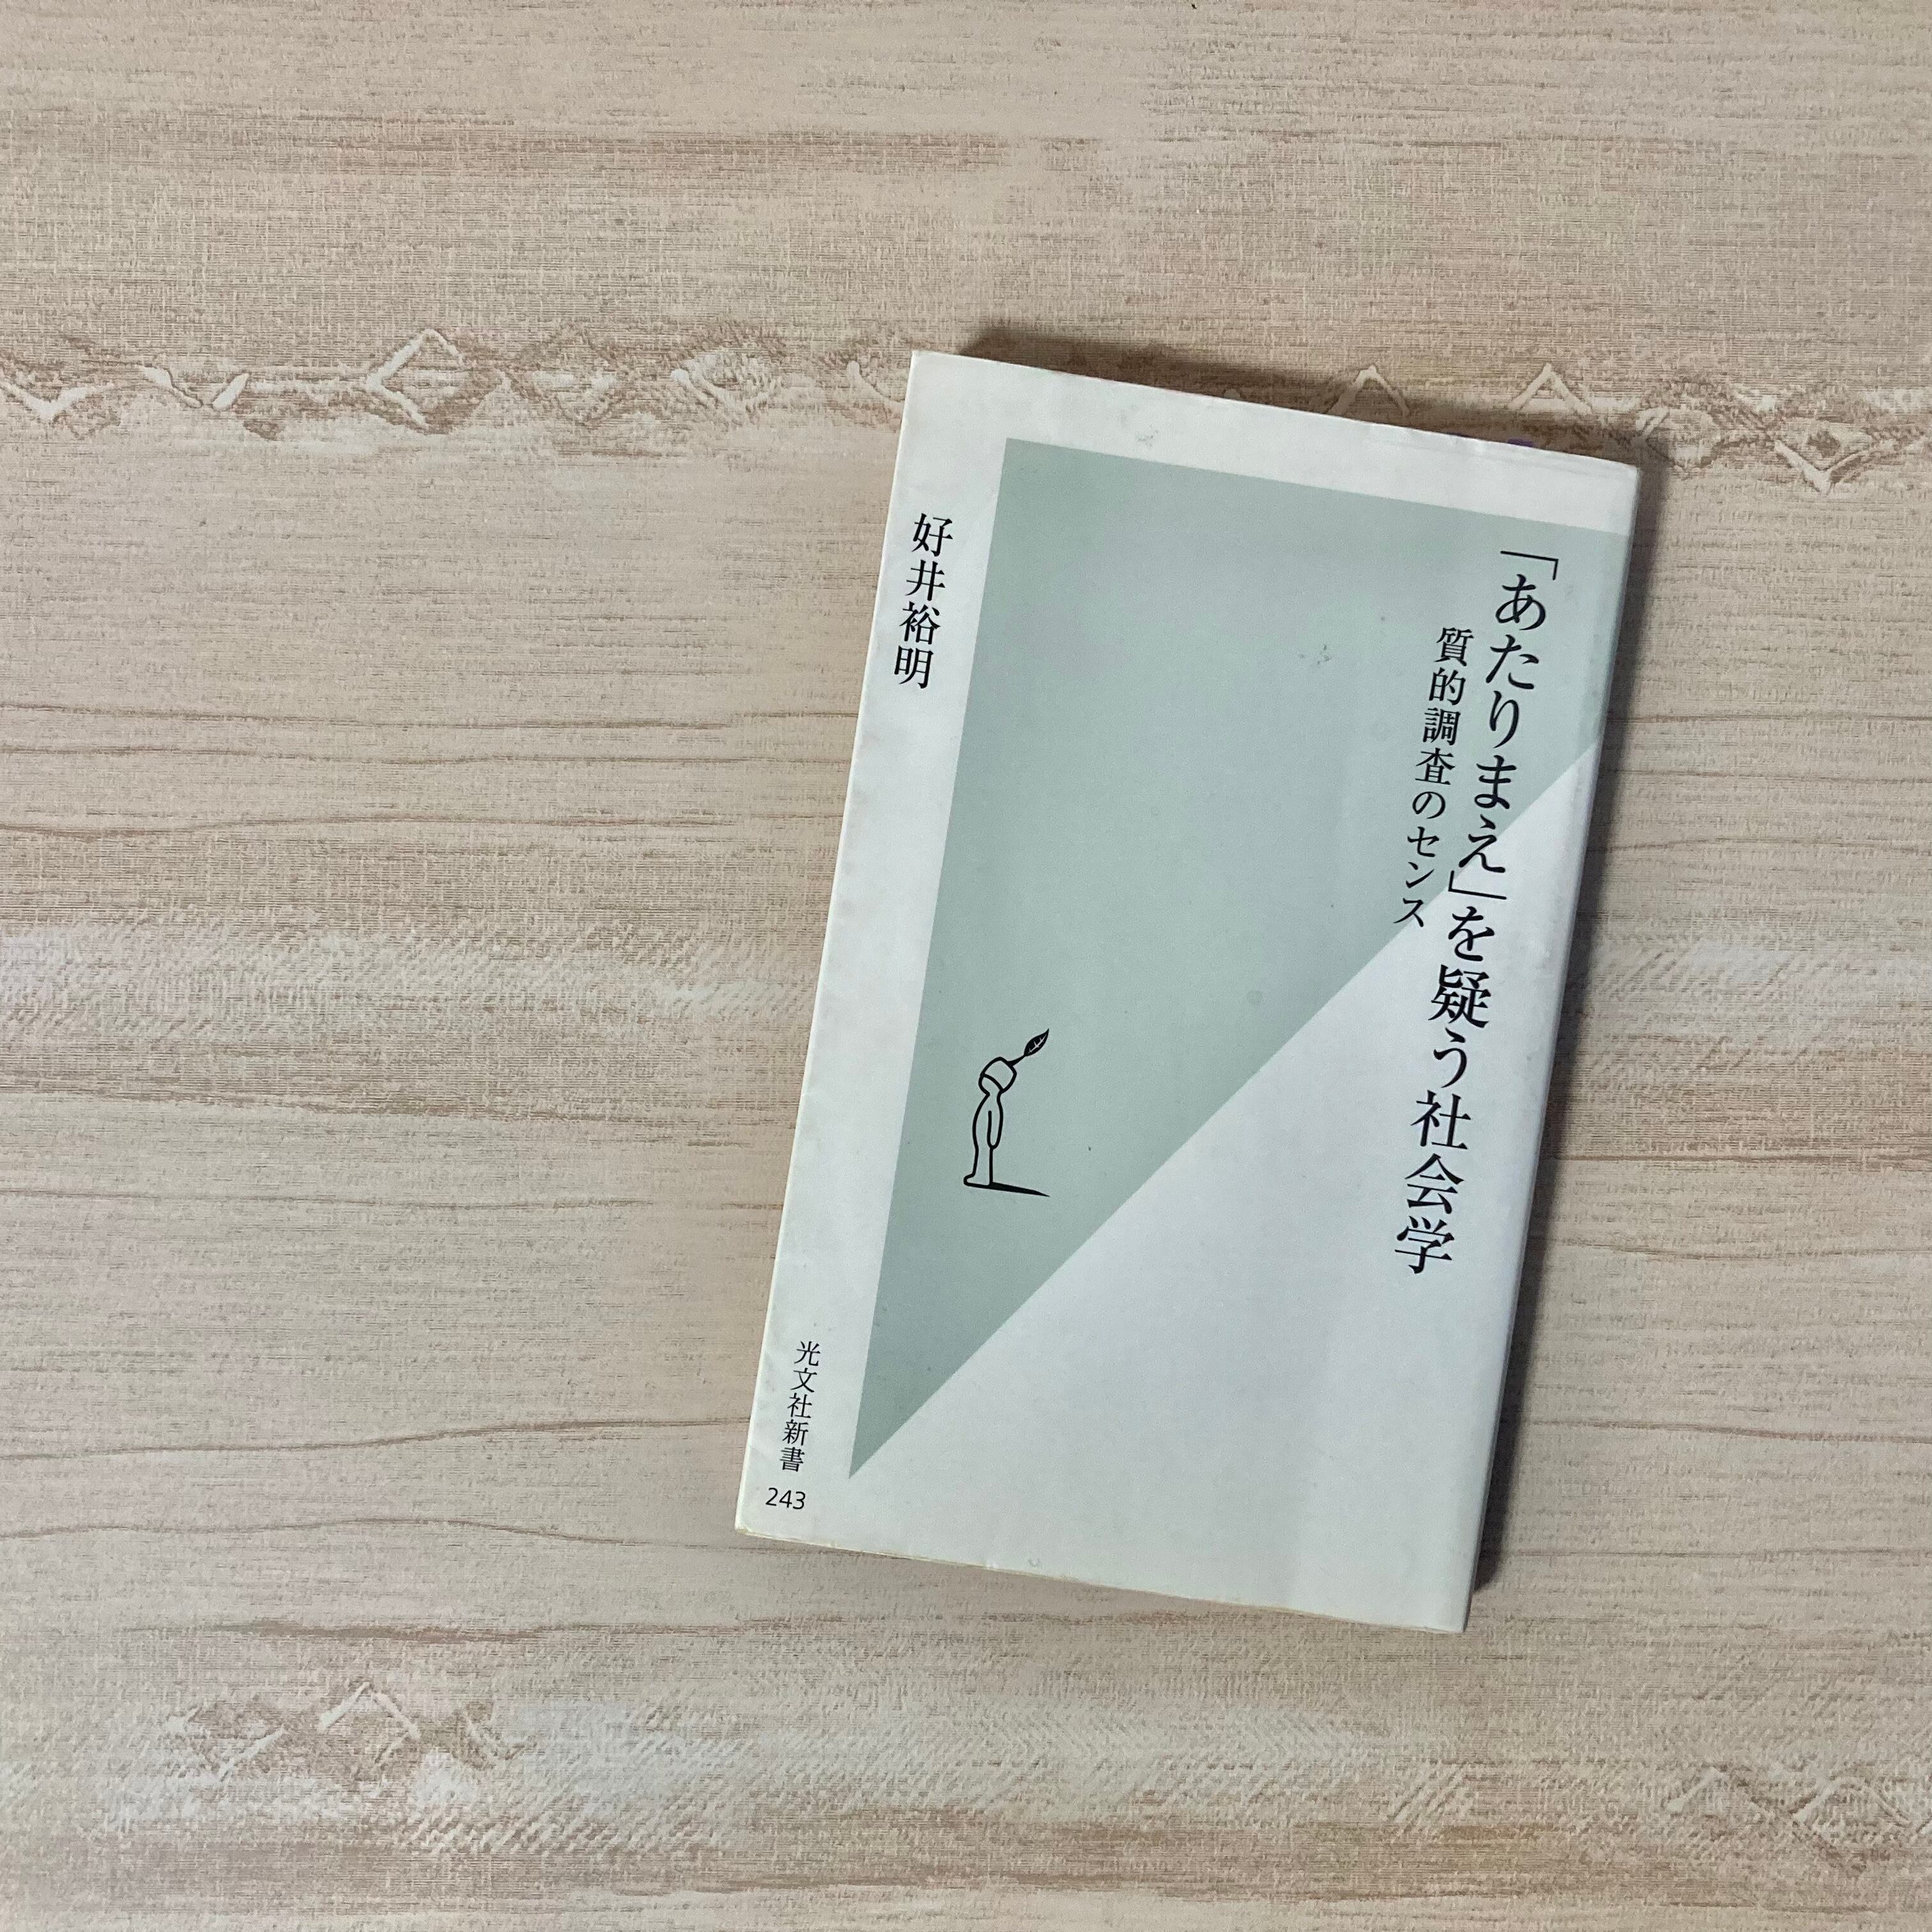 「あたりまえ」を疑う社会学
質的調査のセンス
好井裕明
光文社新書
243